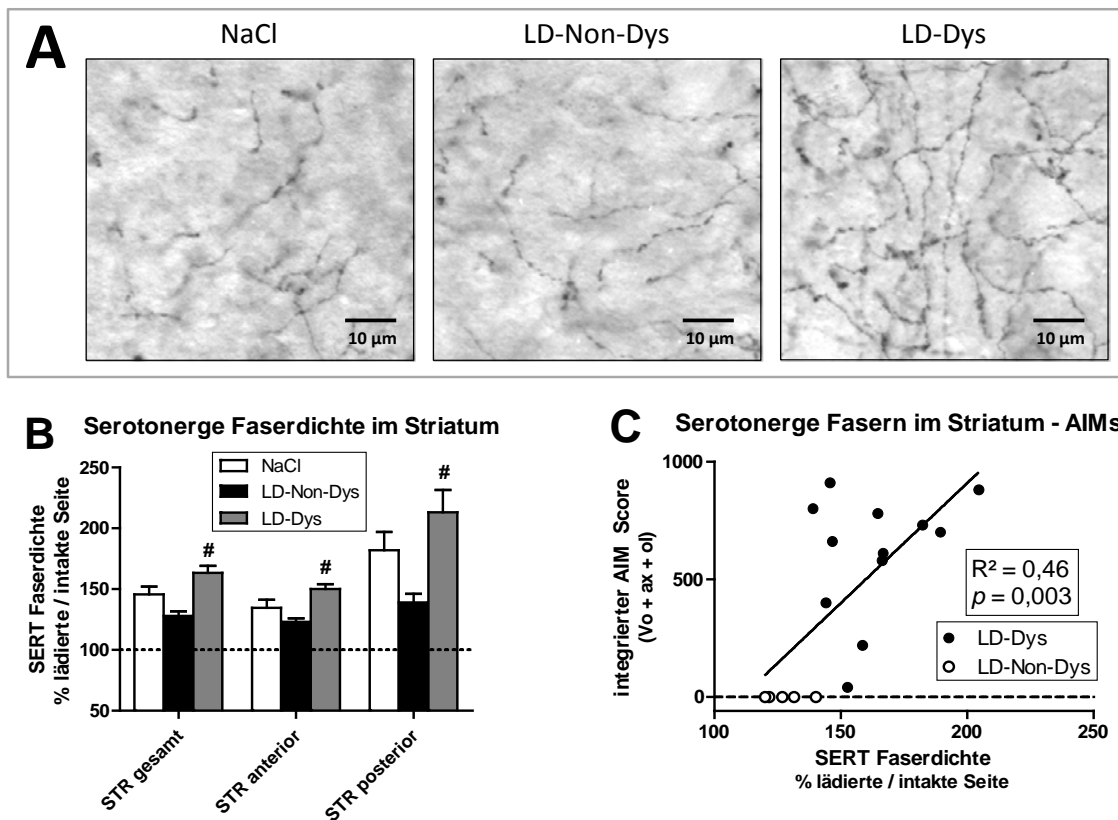 A
NaCl
LD-Non-Dys
LD-Dys
10 µm
10 µm
10 µm
B
Serotonerge Faserdichte im Striatum
SERT Faserdichte
% lädierte / intakte Seite
250
200
150
100
50
NaCl
LD-Non-Dys
LD-Dys
#
#
#
STR gesamt
STR anterior
STR posterior
C
Serotonerge Fasern im Striatum - AIMs
integrierter AIM Score
(Vo + ax + ol)
1000
500
0
R² = 0,46
p = 0,003
LD-Dys
LD-Non-Dys
100
150
200
250
SERT Faserdichte
% lädierte / intakte Seite